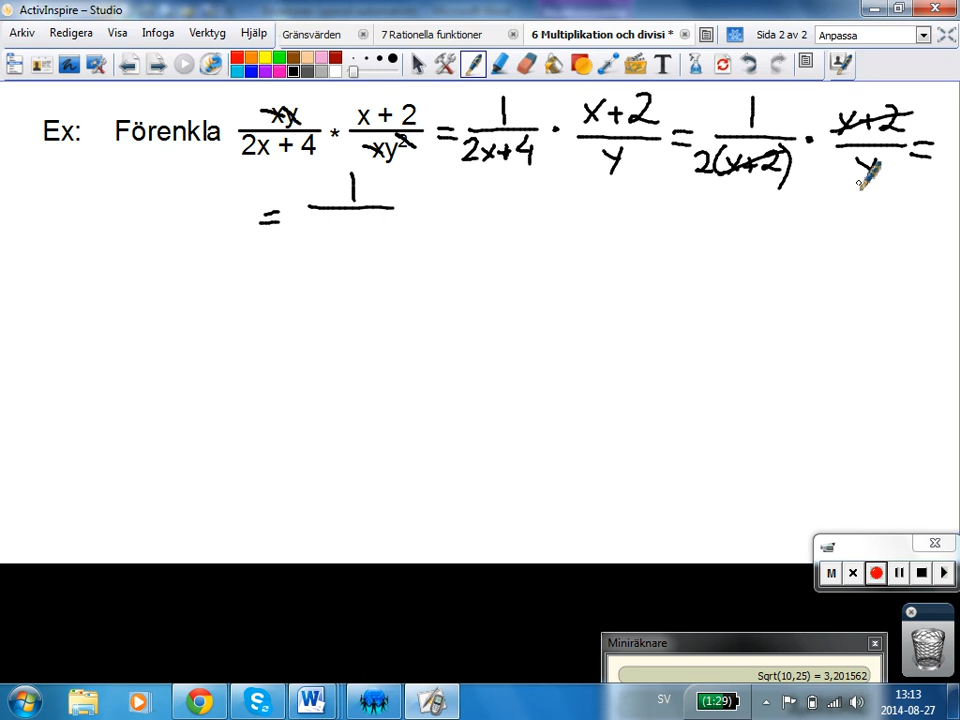 ActivInspire – Studio
Arkiv Redigera Visa Infoga Verktyg Hjälp Gränsvärden 7 Rationella funktioner 6 Multiplikation och divisi * Sida 2 av 2 Anpassa
Ex: Förenkla xy/(2x + 4) * (x + 2)/(xy²) = 1/(2x+4) · (x+2)/y = 1/(2(x+2)) · (x+2)/y =
= 1
M
Miniräknare
Sqrt(10,25) = 3,201562
SV (1:29) 13:13
2014-08-27